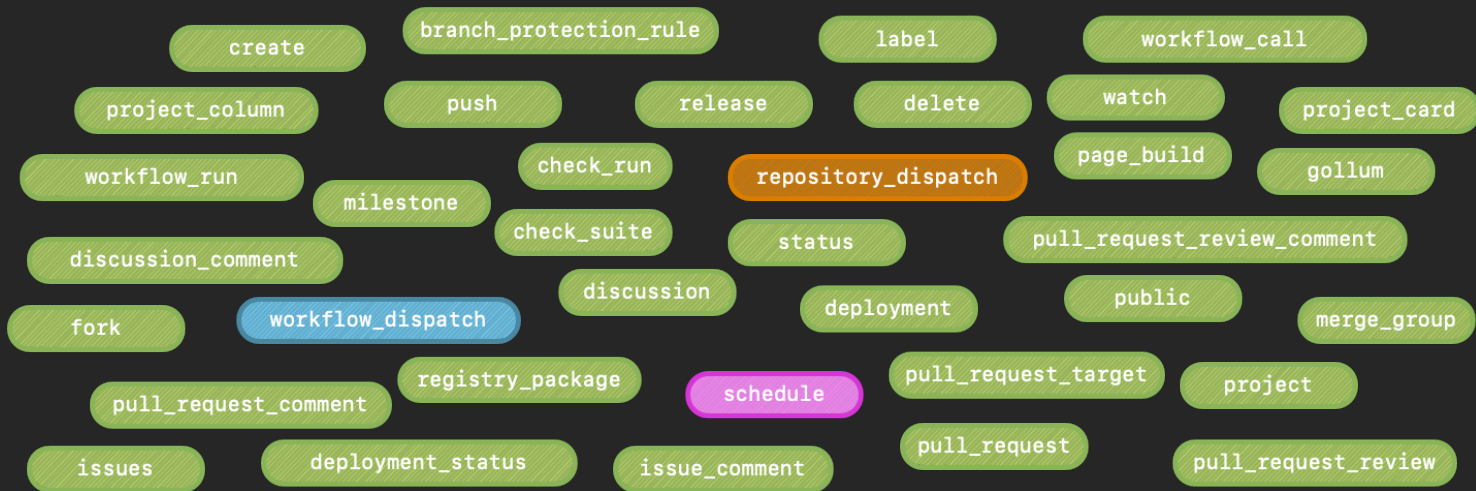 create
branch_protection_rule
label
workflow_call
project_column
push
release
delete
watch
project_card
workflow_run
milestone
check_run
repository_dispatch
page_build
gollum
check_suite
status
pull_request_review_comment
discussion_comment
discussion
deployment
public
fork
workflow_dispatch
merge_group
registry_package
pull_request_comment
schedule
pull_request_target
project
issues
deployment_status
issue_comment
pull_request
pull_request_review